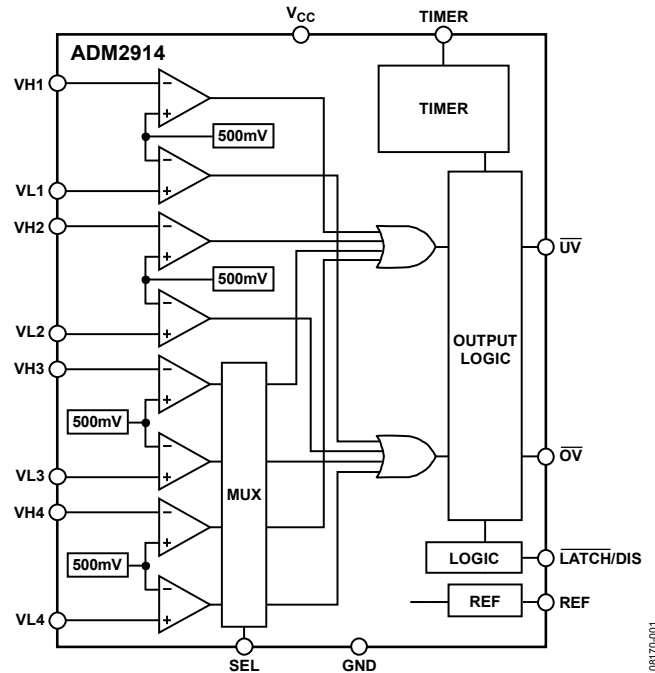 VCC
TIMER
ADM2914
VH1
TIMER
500mV
VL1
VH2
UV
500mV
OUTPUT
LOGIC
VL2
VH3
500mV
MUX
OV
VL3
VH4
LOGIC
LATCH/DIS
500mV
REF
REF
VL4
SEL
GND
08170-001